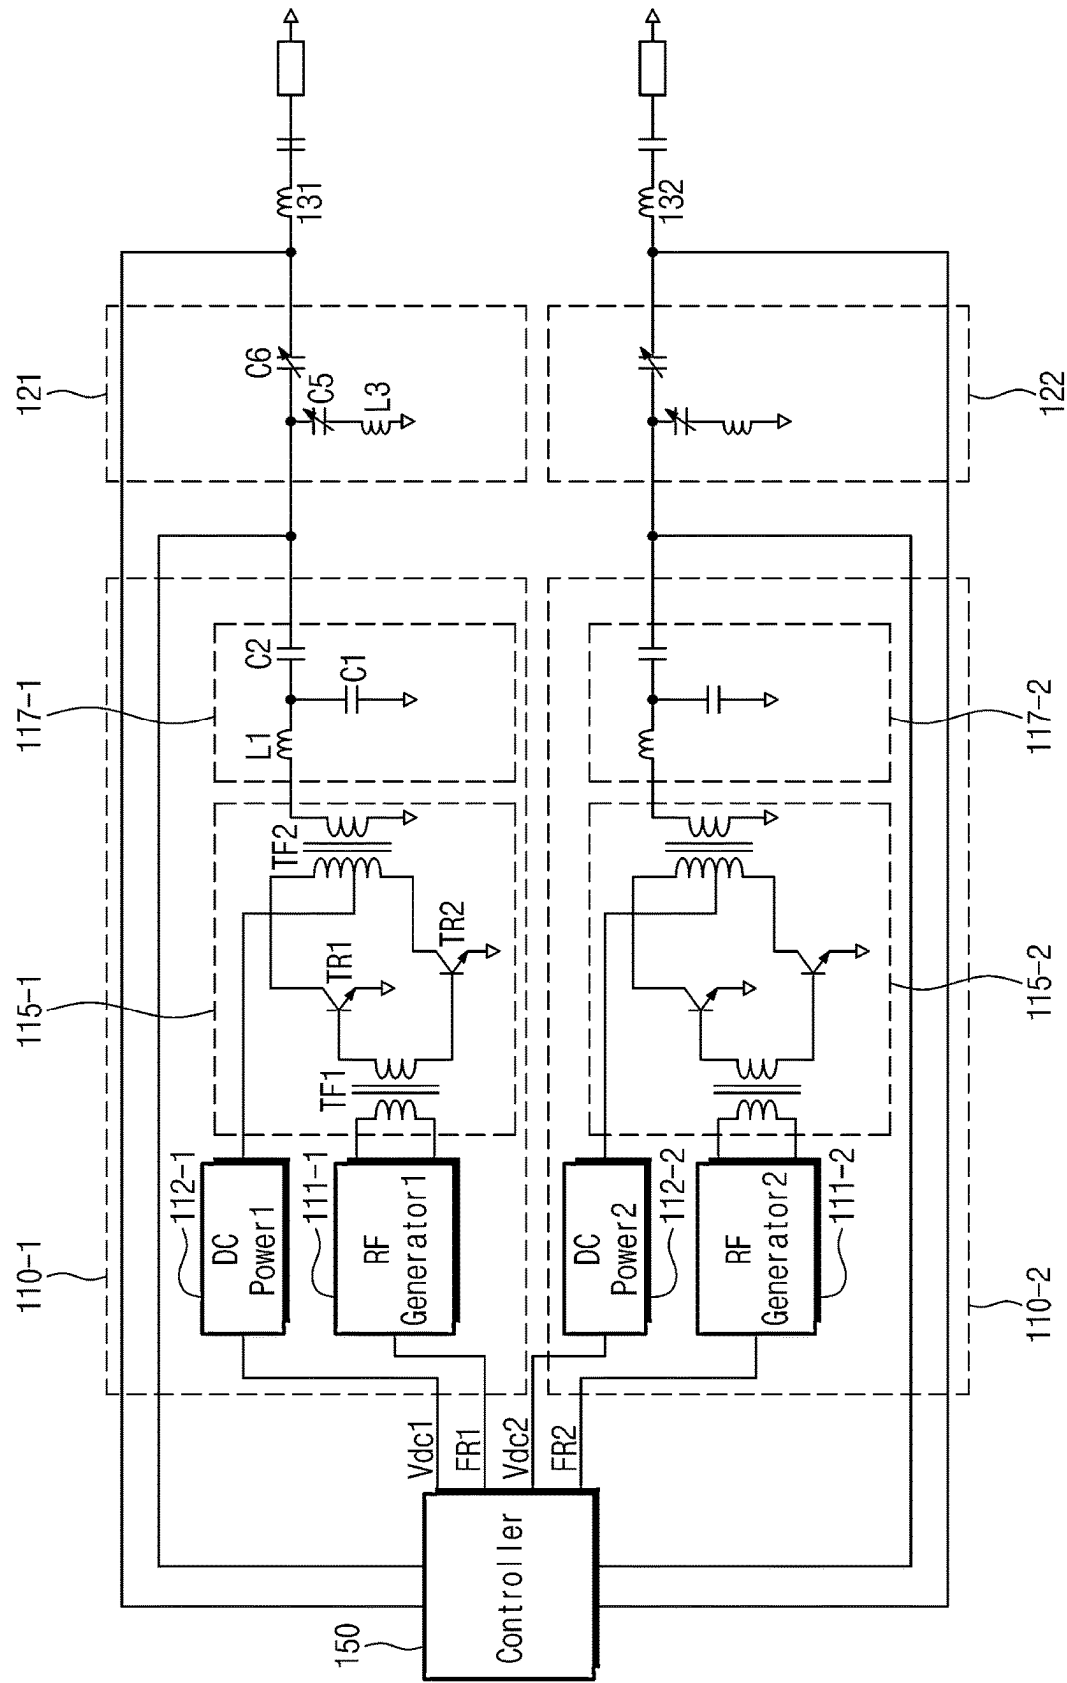 150
Controller
Vdc1
FR1
Vdc2
FR2
110-1
112-1
DC
Power1
111-1
RF
Generator1
115-1
TF1
TR1
TR2
TF2
117-1
L1
C1
C2
121
C5
L3
C6
131
110-2
DC
Power2
112-2
RF
Generator2
111-2
115-2
117-2
122
132